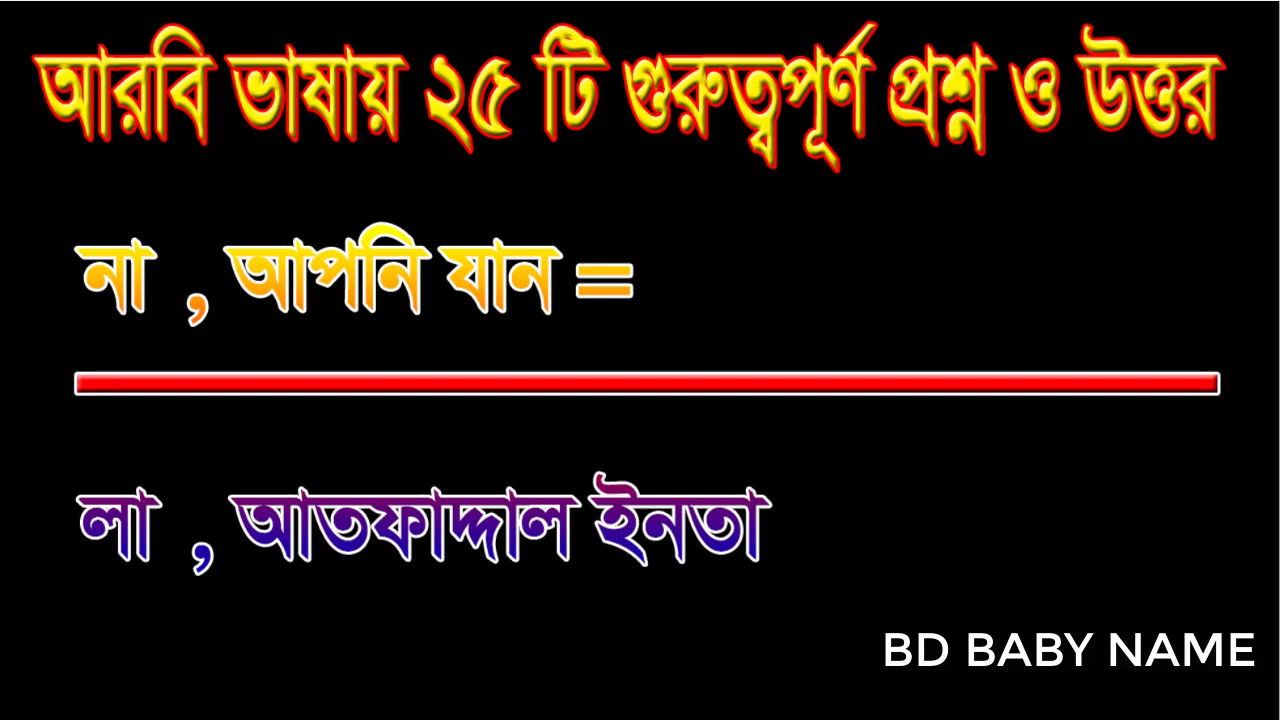 আরবি ভাষায় ২৫ টি গুরুত্বপূর্ণ প্রশ্ন ও উত্তর
না , আপনি যান =
লা , আতফাদ্দাল ইনতা
BD BABY NAME